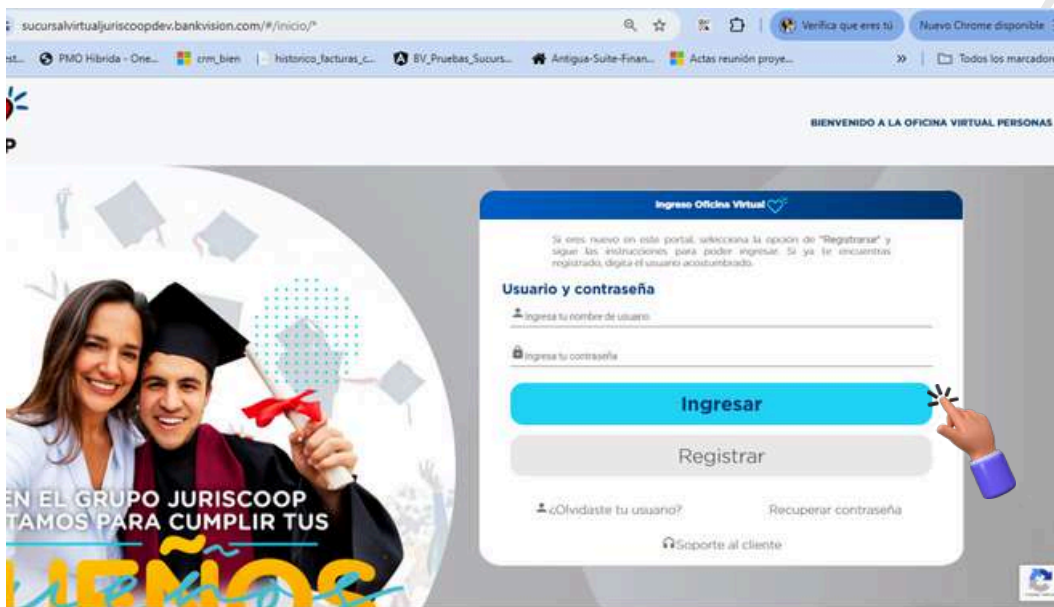 sucursalvirtualjuriscoopdev.bankvision.com/#/inicio/*
Verifica que eres tú
Nuevo Chrome disponible
PMO Hibrida - One...
crm_bien
historico_facturas_c...
BV_Pruebas_Sucurs...
Antigua-Suite-Finan...
Actas reunión proye...
»
Todos los marcador
BIENVENIDO A LA OFICINA VIRTUAL PERSONAS
Ingreso Oficina Virtual
Si eres nuevo en este portal, selecciona la opción de "Registrarse" y
sigue las instrucciones para poder ingresar. Si ya te encuentras
registrado, digita el usuario acostumbrado.
Usuario y contraseña
Ingresa tu nombre de usuario
Ingresa tu contraseña
Ingresar
Registrar
¿Olvidaste tu usuario?
Recuperar contraseña
Soporte al cliente
EN EL GRUPO JURISCOOP
TAMOS PARA CUMPLIR TUS
UEÑOS